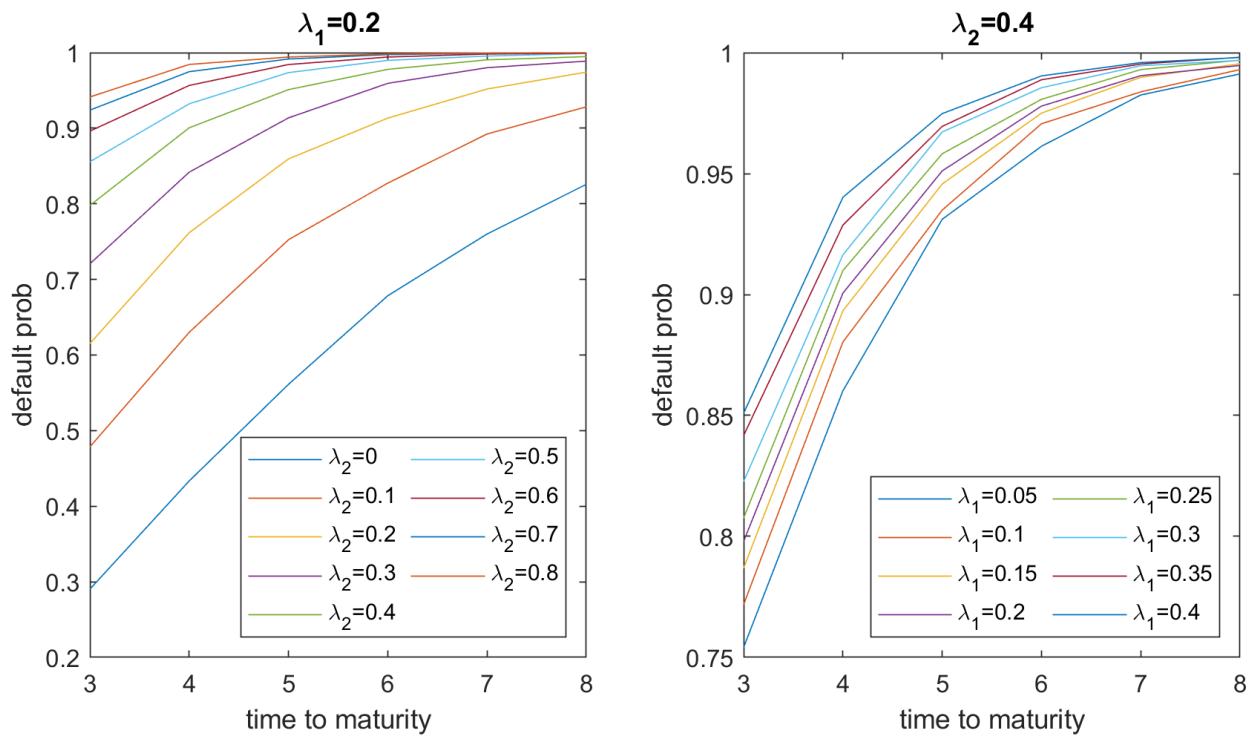 λ₁=0.2
1
0.9
0.8
0.7
0.6
0.5
0.4
0.3
0.2
default prob
3 4 5 6 7 8
time to maturity
λ₂=0 λ₂=0.5
λ₂=0.1 λ₂=0.6
λ₂=0.2 λ₂=0.7
λ₂=0.3 λ₂=0.8
λ₂=0.4
λ₂=0.4
1
0.95
0.9
0.85
0.8
0.75
default prob
3 4 5 6 7 8
time to maturity
λ₁=0.05 λ₁=0.25
λ₁=0.1 λ₁=0.3
λ₁=0.15 λ₁=0.35
λ₁=0.2 λ₁=0.4